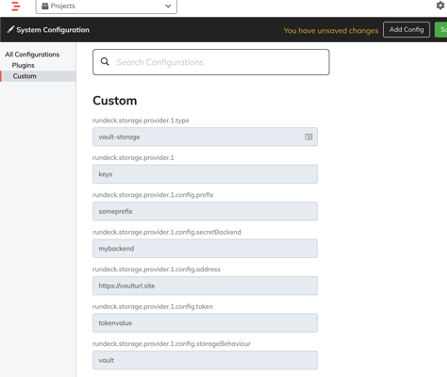 Projects
System Configuration
You have unsaved changes
Add Config
All Configurations
Plugins
Custom
Search Configurations
Custom
rundeck.storage.provider.1.type
vault-storage
rundeck.storage.provider.1
keys
rundeck.storage.provider.1.config.prefix
someprefix
rundeck.storage.provider.1.config.secretBackend
mybackend
rundeck.storage.provider.1.config.address
https://vaulturl.site
rundeck.storage.provider.1.config.token
tokenvalue
rundeck.storage.provider.1.config.storageBehaviour
vault